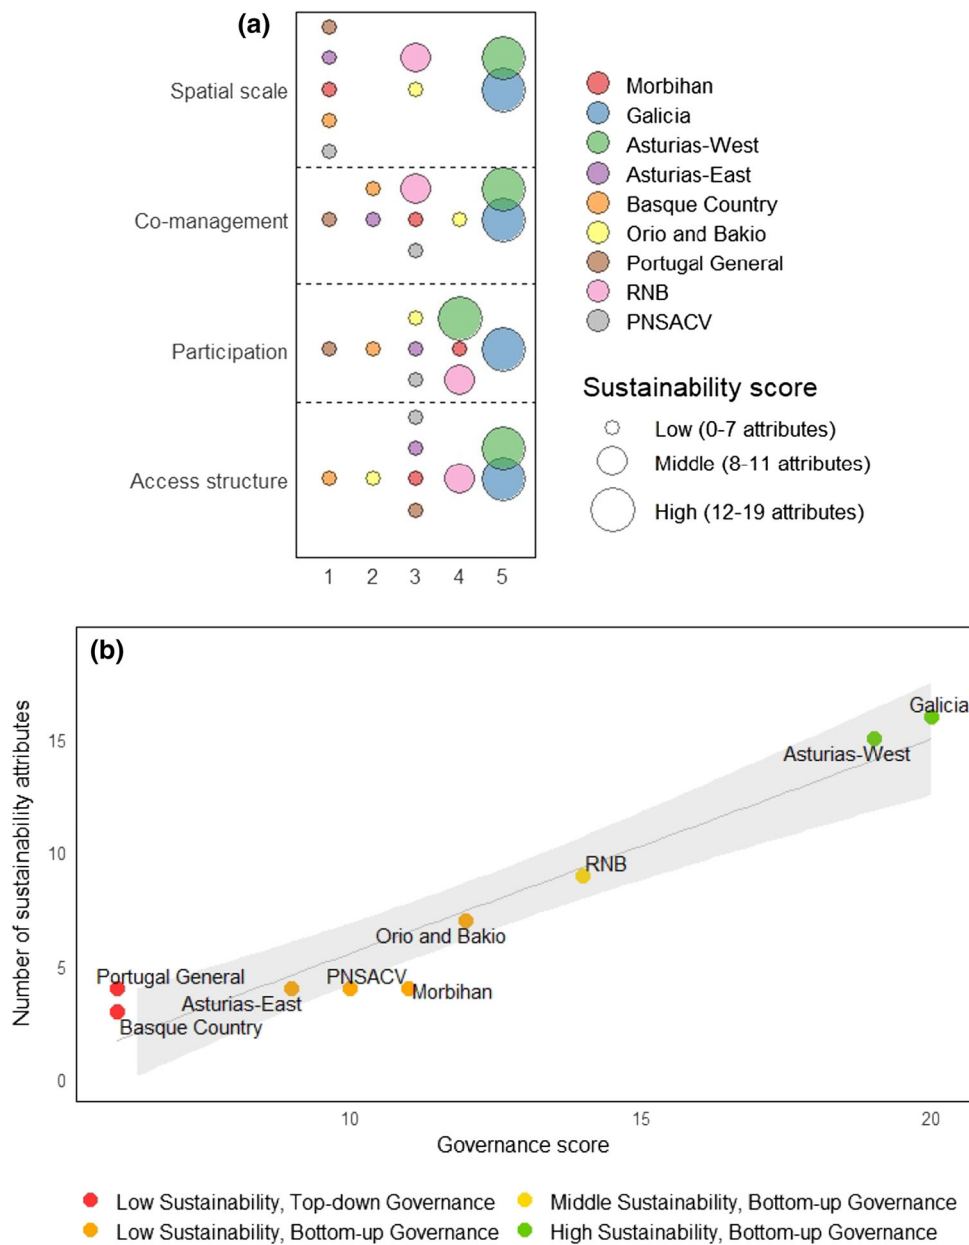 (a)
Spatial scale
Co-management
Participation
Access structure
1 2 3 4 5
Morbihan
Galicia
Asturias-West
Asturias-East
Basque Country
Orio and Bakio
Portugal General
RNB
PNSACV
Sustainability score
Low (0-7 attributes)
Middle (8-11 attributes)
High (12-19 attributes)
(b)
Number of sustainability attributes
15
10
5
0
Galicia
Asturias-West
RNB
Orio and Bakio
Portugal General
PNSACV
Asturias-East
Morbihan
Basque Country
10 15 20
Governance score
Low Sustainability, Top-down Governance
Middle Sustainability, Bottom-up Governance
Low Sustainability, Bottom-up Governance
High Sustainability, Bottom-up Governance